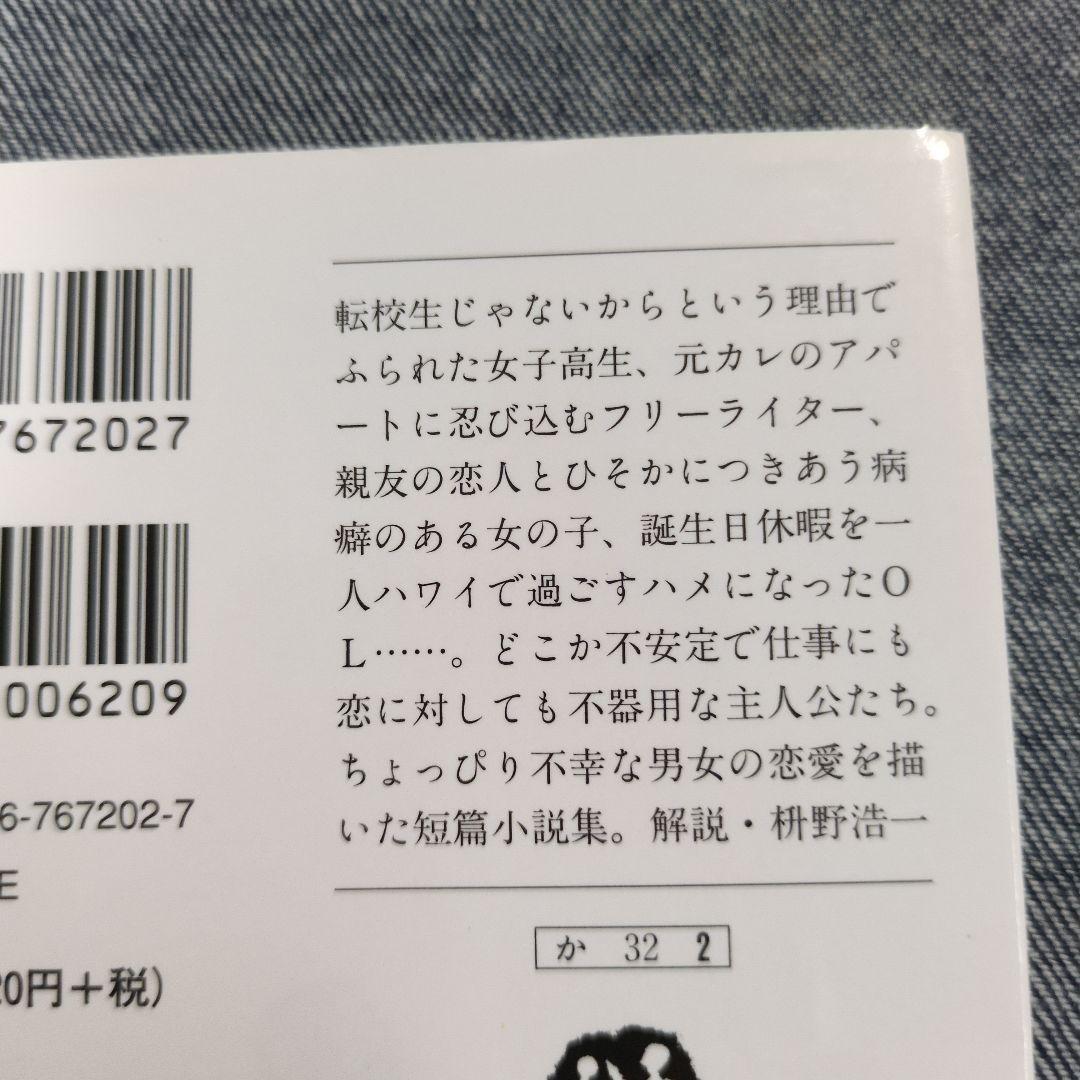 転校生じゃないからという理由で
ふられた女子高生、元カレのアパ
ートに忍び込むフリーライター、
親友の恋人とひそかにつきあう病
癖のある女の子、誕生日休暇を一
人ハワイで過ごすハメになったO
L……。どこか不安定で仕事にも
恋に対しても不器用な主人公たち。
ちょっぴり不幸な男女の恋愛を描
いた短篇小説集。解説・枡野浩一
か 32 2
7672027
006209
6-767202-7
E
20円+税)